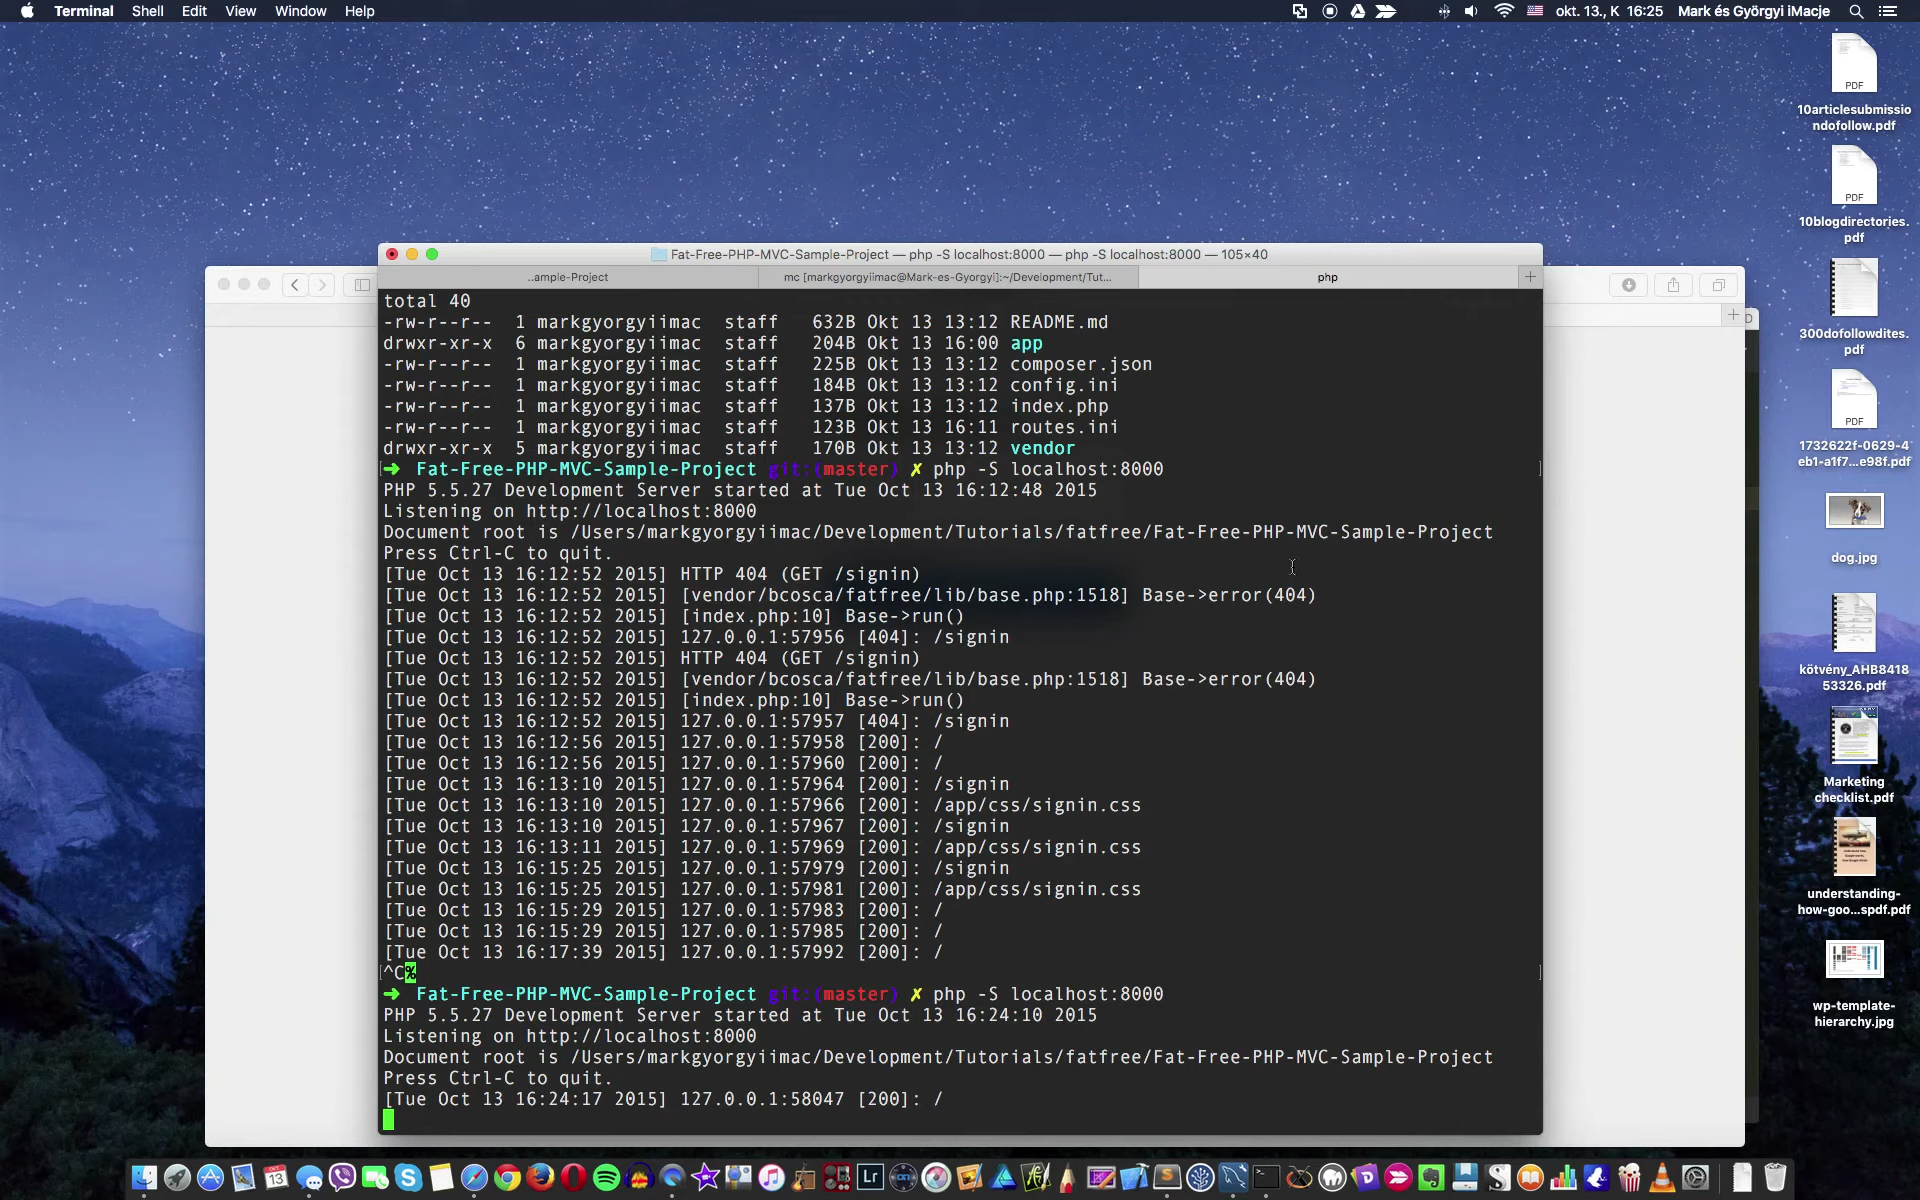 Terminal Shell Edit View Window Help
okt. 13., K 16:25 Mark és Györgyi iMacje
Fat-Free-PHP-MVC-Sample-Project — php -S localhost:8000 — php -S localhost:8000 — 105×40
..ample-Project
mc [markgyorgyiimac@Mark-es-Gyorgyi]:~/Development/Tut...
php
total 40
-rw-r--r-- 1 markgyorgyiimac staff 632B Okt 13 13:12 README.md
drwxr-xr-x 6 markgyorgyiimac staff 204B Okt 13 16:00 app
-rw-r--r-- 1 markgyorgyiimac staff 225B Okt 13 13:12 composer.json
-rw-r--r-- 1 markgyorgyiimac staff 184B Okt 13 13:12 config.ini
-rw-r--r-- 1 markgyorgyiimac staff 137B Okt 13 13:12 index.php
-rw-r--r-- 1 markgyorgyiimac staff 123B Okt 13 16:11 routes.ini
drwxr-xr-x 5 markgyorgyiimac staff 170B Okt 13 13:12 vendor
➜ Fat-Free-PHP-MVC-Sample-Project git:(master) ✗ php -S localhost:8000
PHP 5.5.27 Development Server started at Tue Oct 13 16:12:48 2015
Listening on http://localhost:8000
Document root is /Users/markgyorgyiimac/Development/Tutorials/fatfree/Fat-Free-PHP-MVC-Sample-Project
Press Ctrl-C to quit.
[Tue Oct 13 16:12:52 2015] HTTP 404 (GET /signin)
[Tue Oct 13 16:12:52 2015] [vendor/bcosca/fatfree/lib/base.php:1518] Base->error(404)
[Tue Oct 13 16:12:52 2015] [index.php:10] Base->run()
[Tue Oct 13 16:12:52 2015] 127.0.0.1:57956 [404]: /signin
[Tue Oct 13 16:12:52 2015] HTTP 404 (GET /signin)
[Tue Oct 13 16:12:52 2015] [vendor/bcosca/fatfree/lib/base.php:1518] Base->error(404)
[Tue Oct 13 16:12:52 2015] [index.php:10] Base->run()
[Tue Oct 13 16:12:52 2015] 127.0.0.1:57957 [404]: /signin
[Tue Oct 13 16:12:56 2015] 127.0.0.1:57958 [200]: /
[Tue Oct 13 16:12:56 2015] 127.0.0.1:57960 [200]: /
[Tue Oct 13 16:13:10 2015] 127.0.0.1:57964 [200]: /signin
[Tue Oct 13 16:13:10 2015] 127.0.0.1:57966 [200]: /app/css/signin.css
[Tue Oct 13 16:13:10 2015] 127.0.0.1:57967 [200]: /signin
[Tue Oct 13 16:13:11 2015] 127.0.0.1:57969 [200]: /app/css/signin.css
[Tue Oct 13 16:15:25 2015] 127.0.0.1:57979 [200]: /signin
[Tue Oct 13 16:15:25 2015] 127.0.0.1:57981 [200]: /app/css/signin.css
[Tue Oct 13 16:15:29 2015] 127.0.0.1:57983 [200]: /
[Tue Oct 13 16:15:29 2015] 127.0.0.1:57985 [200]: /
[Tue Oct 13 16:17:39 2015] 127.0.0.1:57992 [200]: /
^C%
➜ Fat-Free-PHP-MVC-Sample-Project git:(master) ✗ php -S localhost:8000
PHP 5.5.27 Development Server started at Tue Oct 13 16:24:10 2015
Listening on http://localhost:8000
Document root is /Users/markgyorgyiimac/Development/Tutorials/fatfree/Fat-Free-PHP-MVC-Sample-Project
Press Ctrl-C to quit.
[Tue Oct 13 16:24:17 2015] 127.0.0.1:58047 [200]: /
PDF
10articlesubmissio
ndofollow.pdf
PDF
10blogdirectories.
pdf
300dofollowdites.
pdf
PDF
1732622f-0629-4
eb1-a1f7...e98f.pdf
dog.jpg
kötvény_AHB8418
53326.pdf
Marketing
checklist.pdf
understanding-
how-goo...spdf.pdf
wp-template-
hierarchy.jpg